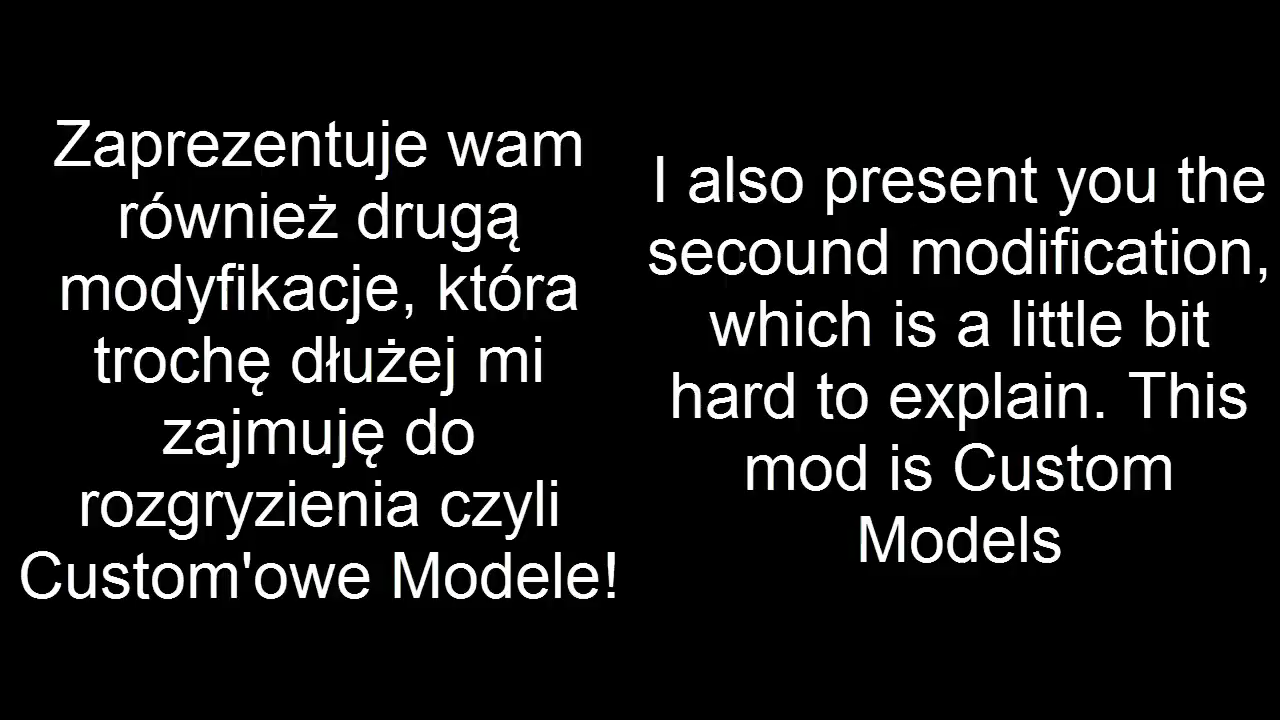 Zaprezentuje wam
również drugą
modyfikacje, która
trochę dłużej mi
zajmuję do
rozgryzienia czyli
Custom'owe Modele!
I also present you the
secound modification,
which is a little bit
hard to explain. This
mod is Custom
Models